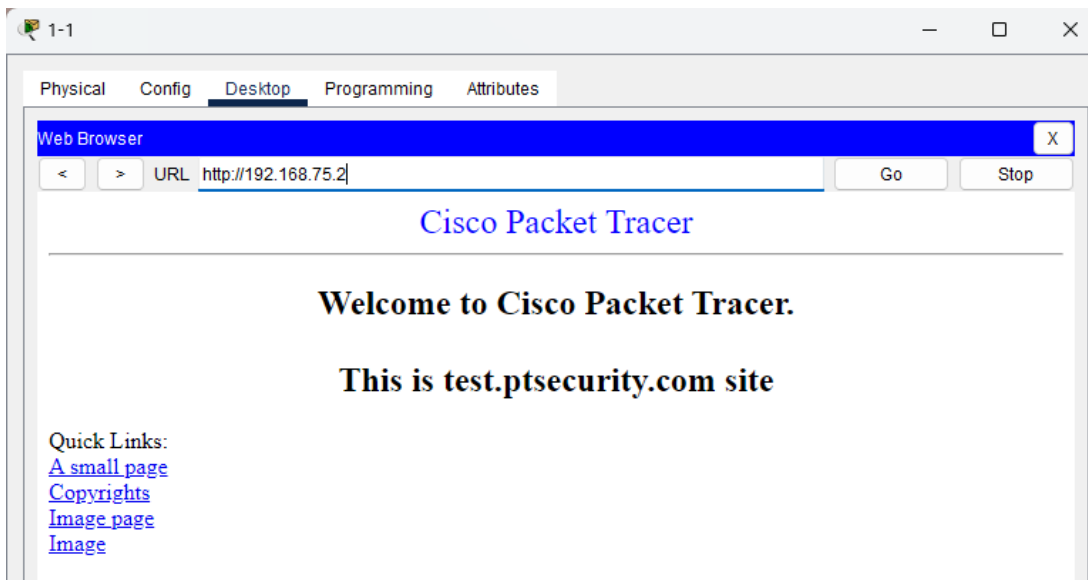 1-1
Physical Config Desktop Programming Attributes
Web Browser X
< > URL http://192.168.75.2 Go Stop
Cisco Packet Tracer
Welcome to Cisco Packet Tracer.
This is test.ptsecurity.com site
Quick Links:
A small page
Copyrights
Image page
Image